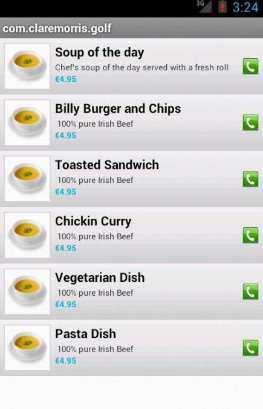 3G 3:24
com.claremorris.golf
Soup of the day
Chef's soup of the day served with a fresh roll
€4.95
Billy Burger and Chips
100% pure Irish Beef
€4.95
Toasted Sandwich
100% pure Irish Beef
€4.95
Chickin Curry
100% pure Irish Beef
€4.95
Vegetarian Dish
100% pure Irish Beef
€4.95
Pasta Dish
100% pure Irish Beef
€4.95